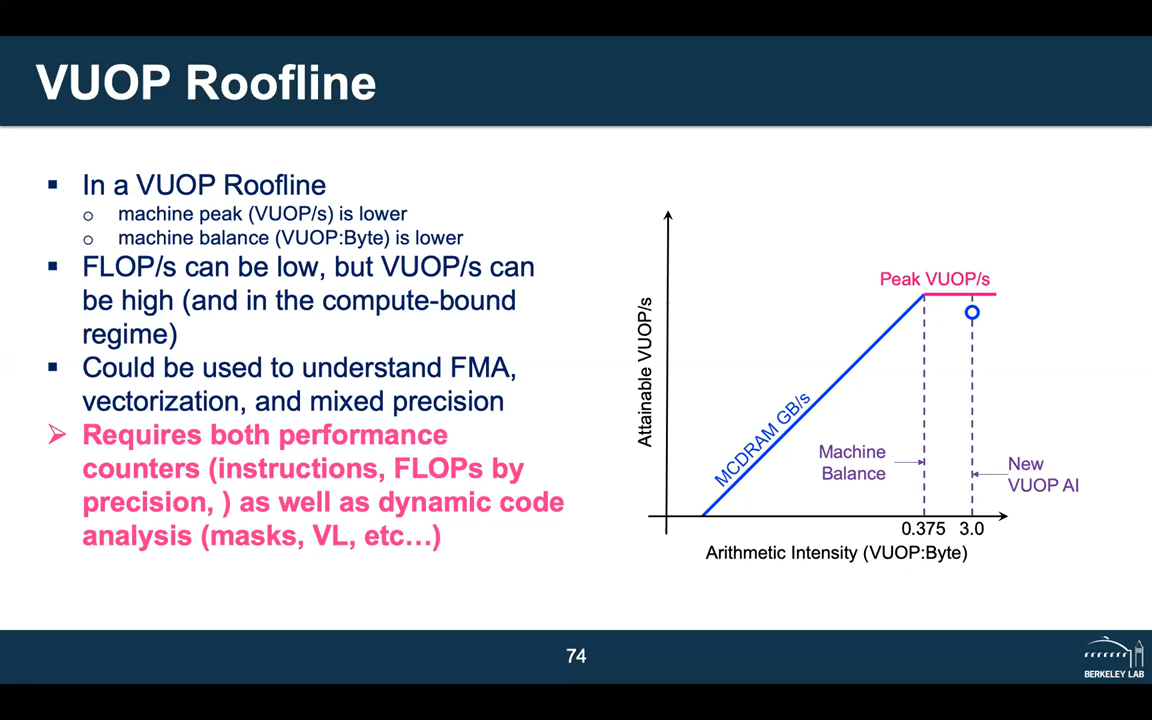 VUOP Roofline
▪ In a VUOP Roofline
o machine peak (VUOP/s) is lower
o machine balance (VUOP:Byte) is lower
▪ FLOP/s can be low, but VUOP/s can
be high (and in the compute-bound
regime)
▪ Could be used to understand FMA,
vectorization, and mixed precision
➢ Requires both performance
counters (instructions, FLOPs by
precision, ) as well as dynamic code
analysis (masks, VL, etc…)
Attainable VUOP/s
Peak VUOP/s
MCDRAM GB/s
Machine
Balance
New
VUOP AI
0.375 3.0
Arithmetic Intensity (VUOP:Byte)
74
BERKELEY LAB